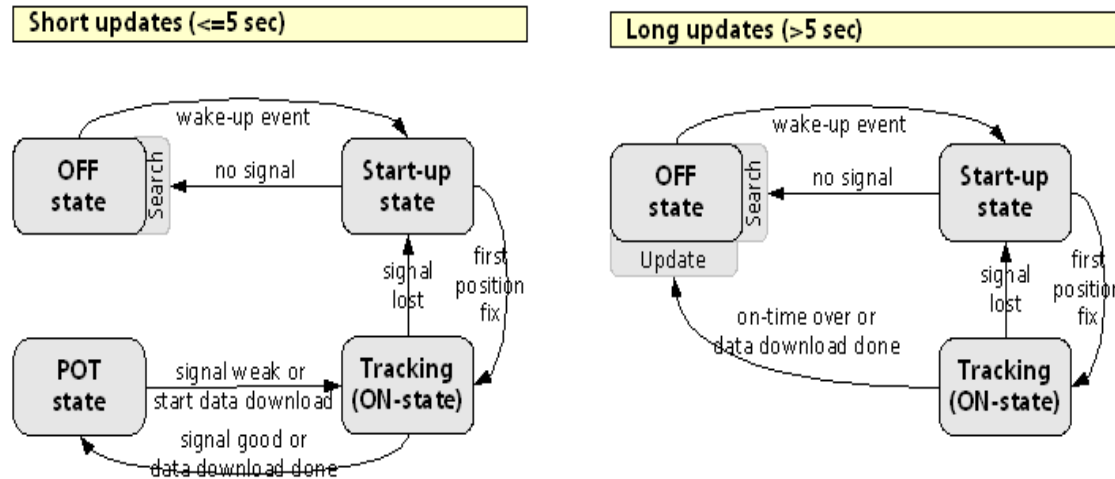 Short updates (<=5 sec)
wake-up event
OFF
state
Search
no signal
Start-up
state
signal
lost
first
position
fix
POT
state
signal weak or
start data download
Tracking
(ON-state)
signal good or
data download done
Long updates (>5 sec)
wake-up event
OFF
state
Search
Update
no signal
Start-up
state
signal
lost
first
position
fix
on-time over or
data download done
Tracking
(ON-state)